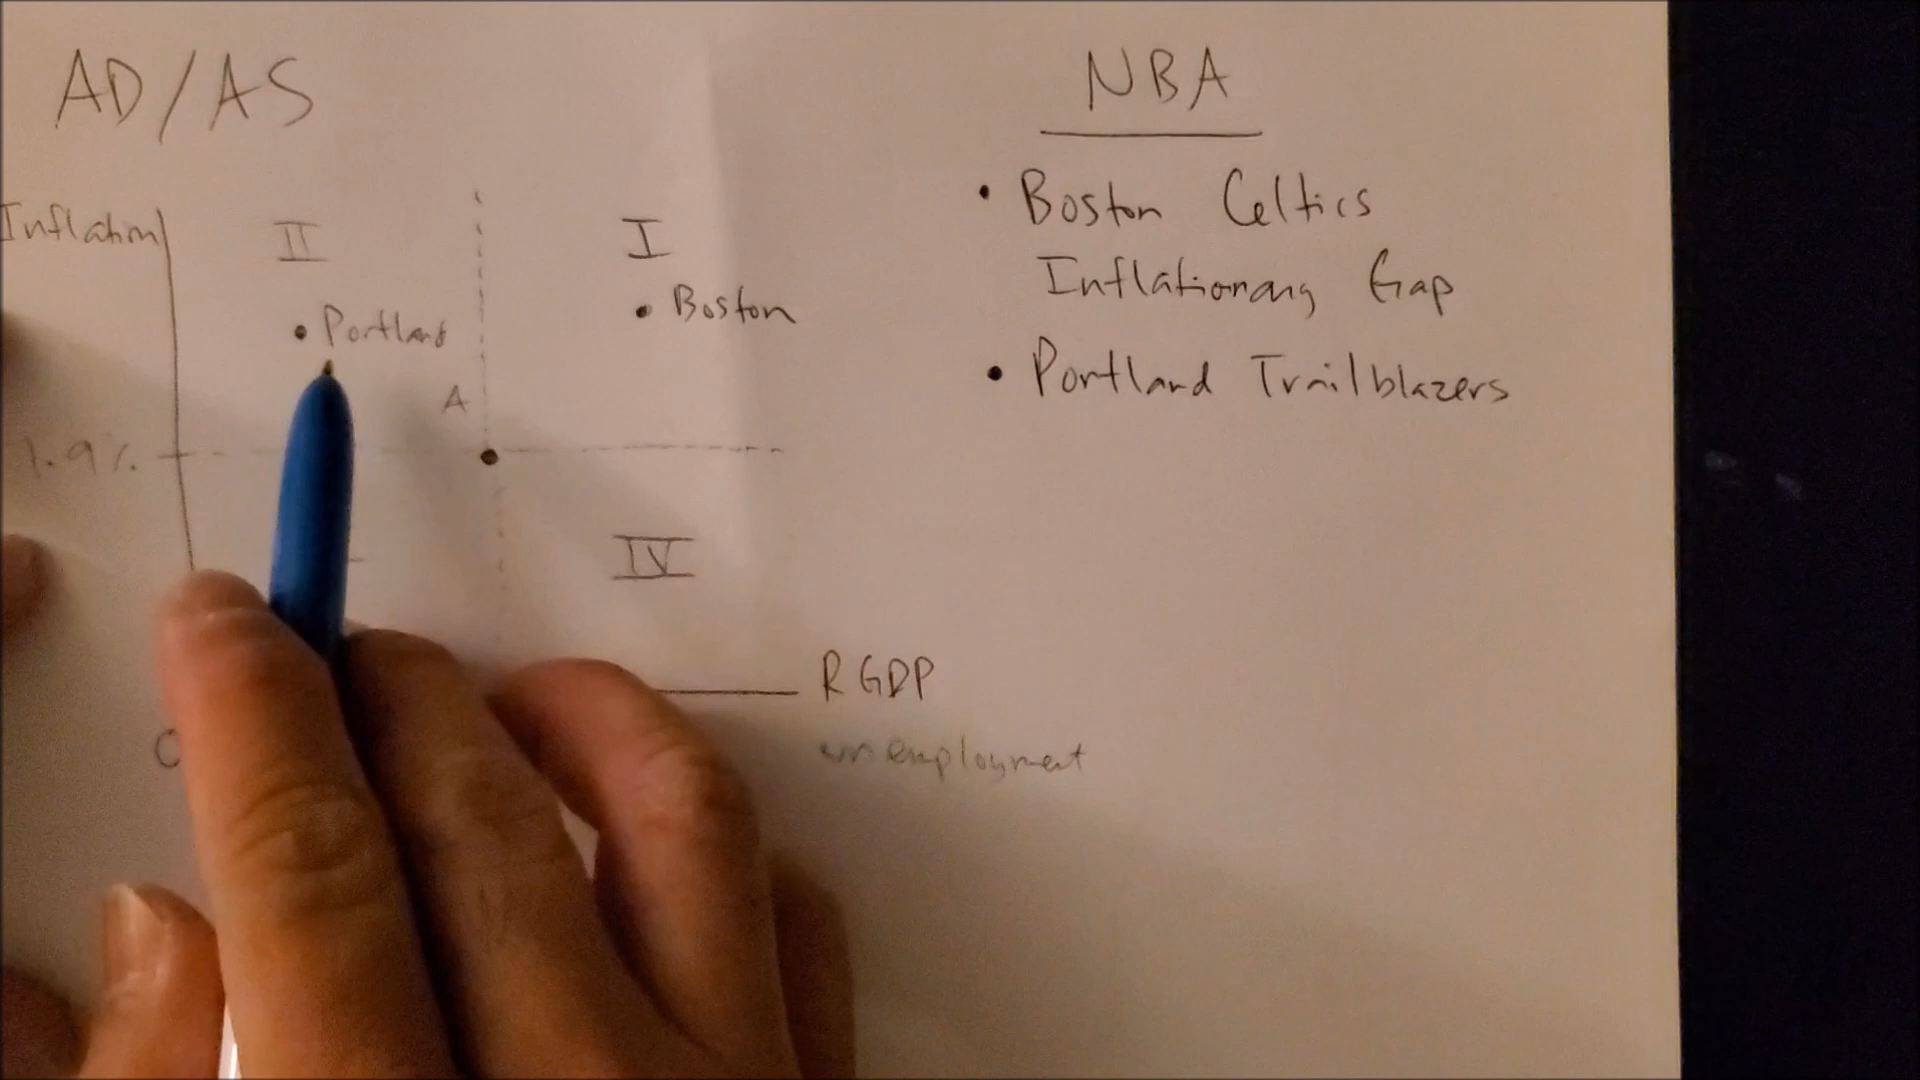 AD/AS
NBA
Inflation
II
I
• Boston Celtics
Inflationary Gap
• Portland
• Boston
• Portland Trailblazers
A
1.9%
IV
RGDP
unemployment